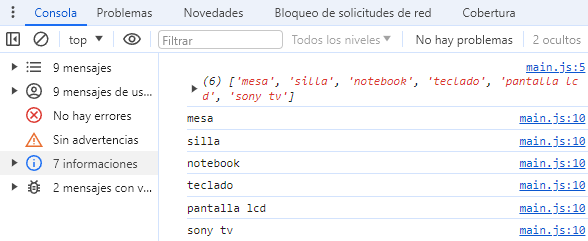 Consola Problemas Novedades Bloqueo de solicitudes de red Cobertura
top Filtrar Todos los niveles No hay problemas 2 ocultos
9 mensajes
9 mensajes de us...
No hay errores
Sin advertencias
7 informaciones
2 mensajes con v...
main.js:5
(6) ['mesa', 'silla', 'notebook', 'teclado', 'pantalla lc
d', 'sony tv']
mesa main.js:10
silla main.js:10
notebook main.js:10
teclado main.js:10
pantalla lcd main.js:10
sony tv main.js:10